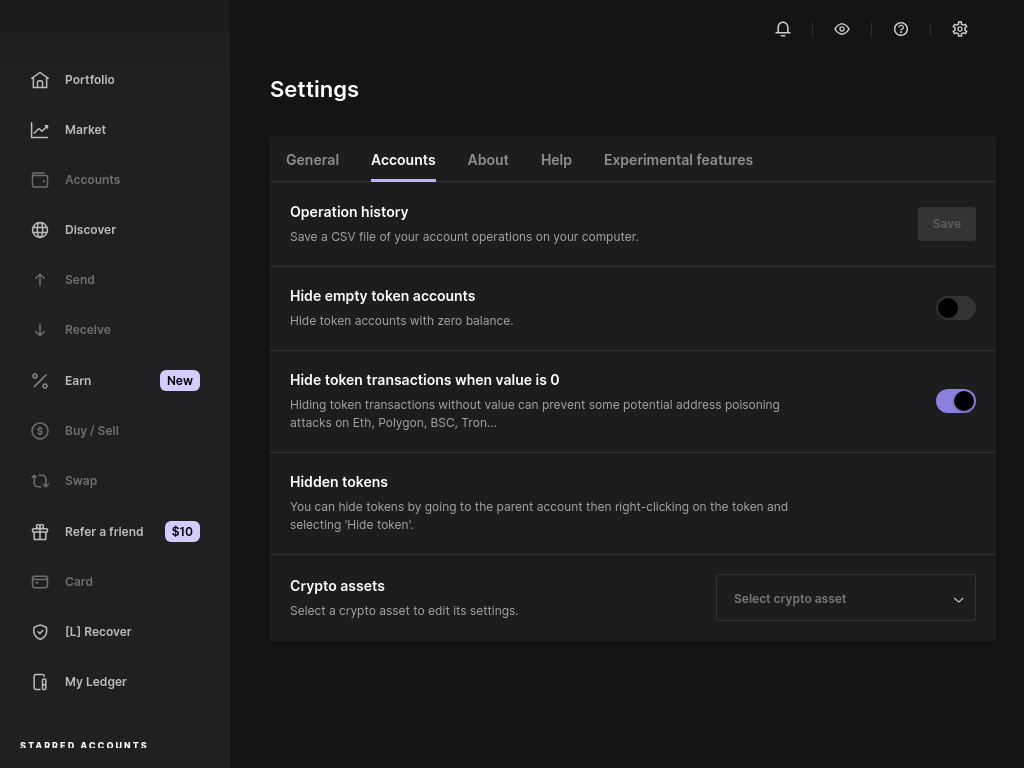 Portfolio
Market
Accounts
Discover
Send
Receive
Earn New
Buy / Sell
Swap
Refer a friend $10
Card
[L] Recover
My Ledger
STARRED ACCOUNTS
Settings
General Accounts About Help Experimental features
Operation history
Save a CSV file of your account operations on your computer.
Save
Hide empty token accounts
Hide token accounts with zero balance.
Hide token transactions when value is 0
Hiding token transactions without value can prevent some potential address poisoning
attacks on Eth, Polygon, BSC, Tron...
Hidden tokens
You can hide tokens by going to the parent account then right-clicking on the token and
selecting 'Hide token'.
Crypto assets
Select a crypto asset to edit its settings.
Select crypto asset